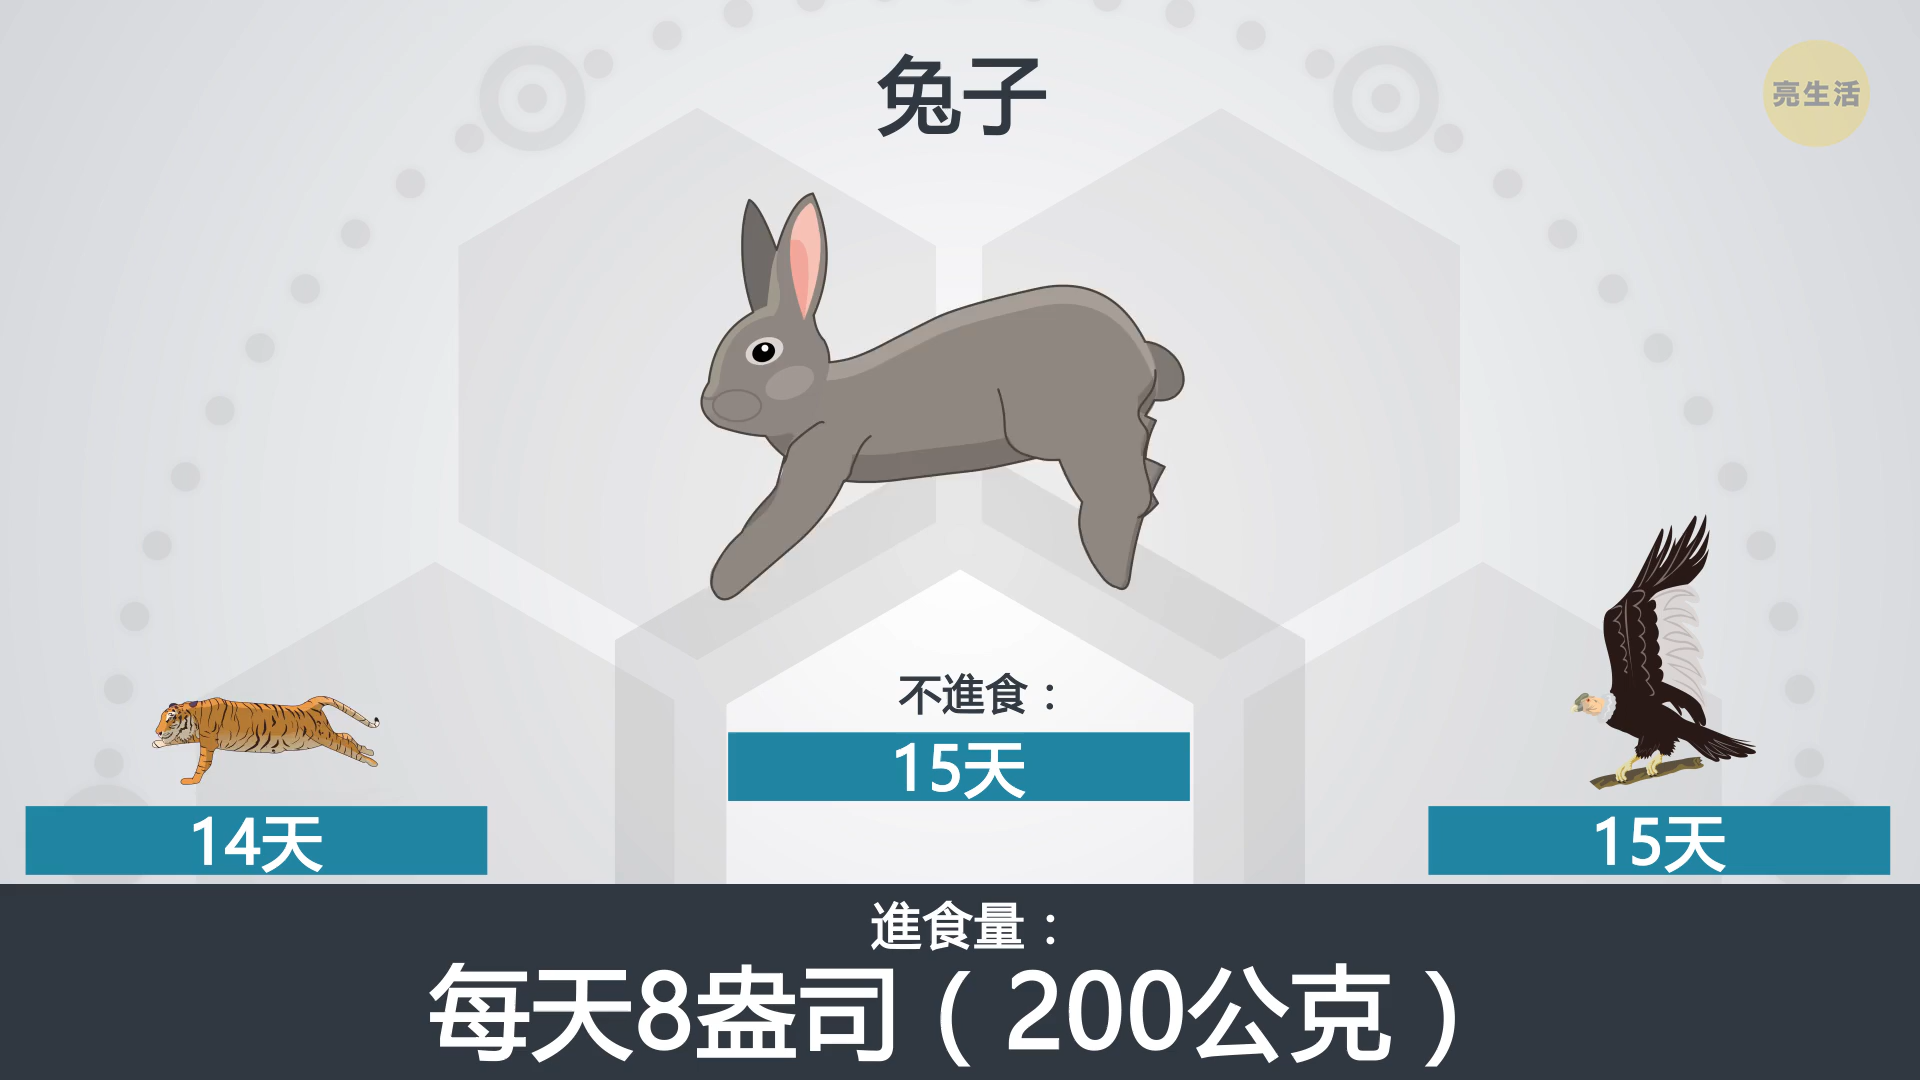 兔子
亮生活
不進食：
15天
14天
15天
進食量：
每天8盎司（200公克）